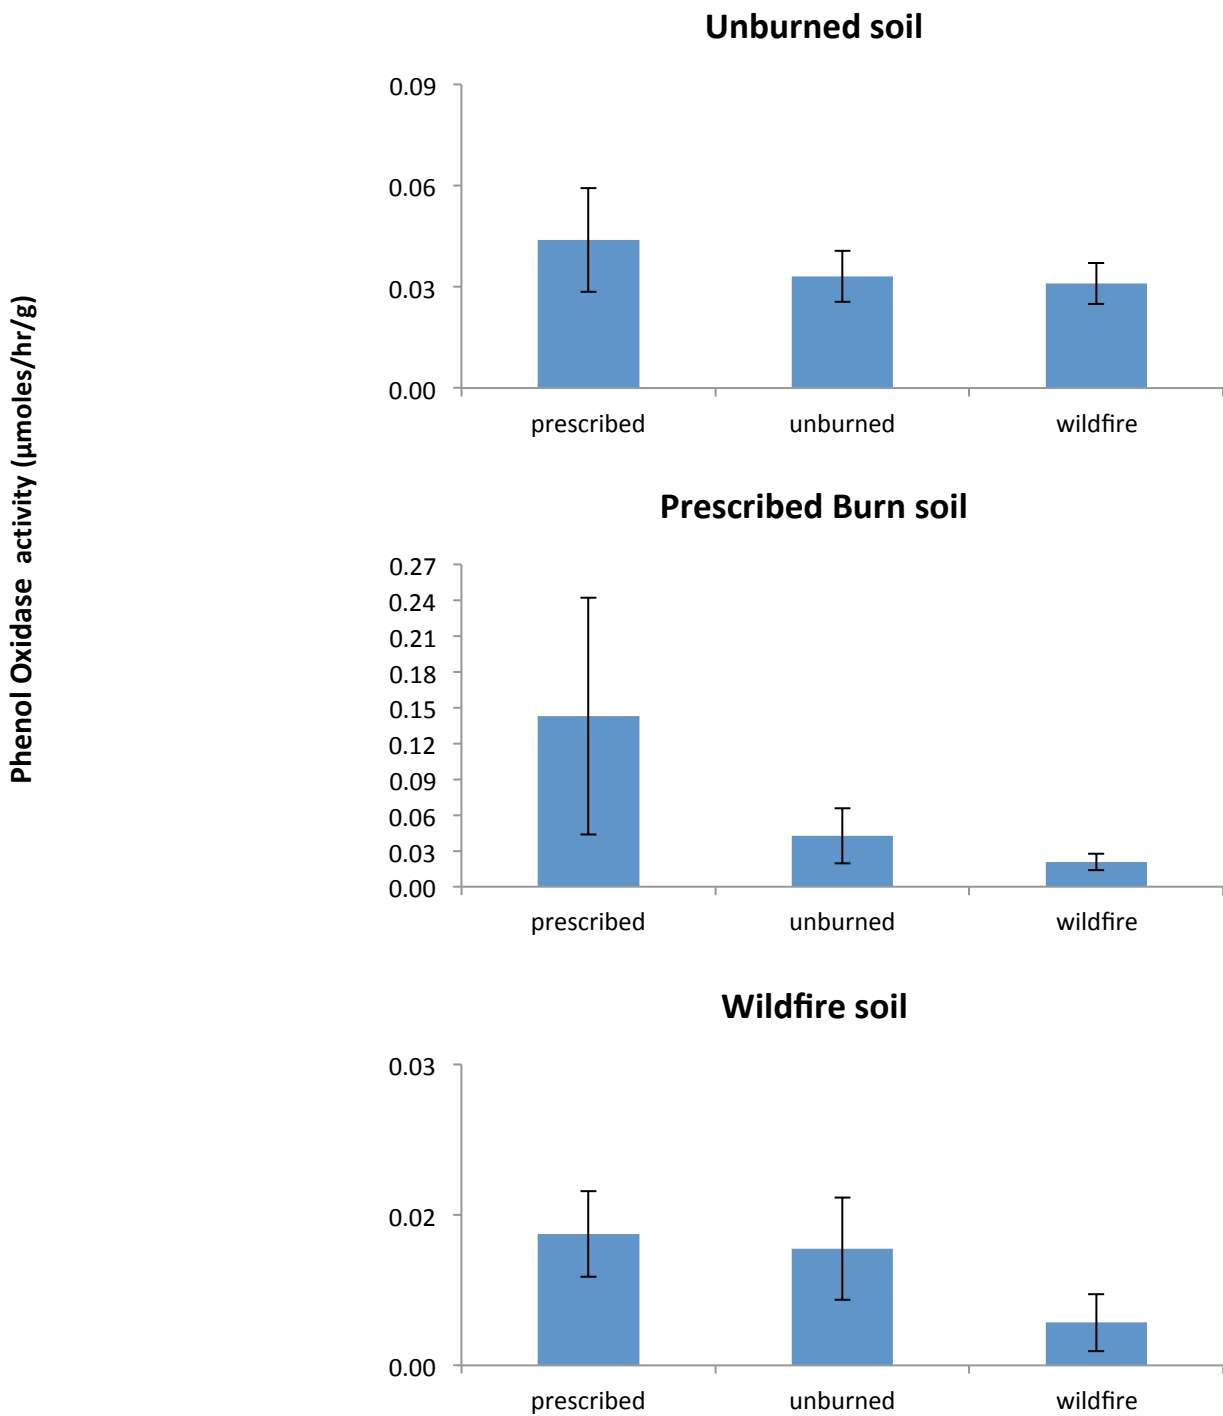 Phenol Oxidase activity (µmoles/hr/g)
Unburned soil
0.09
0.06
0.03
0.00
prescribed unburned wildfire
Prescribed Burn soil
0.27
0.24
0.21
0.18
0.15
0.12
0.09
0.06
0.03
0.00
prescribed unburned wildfire
Wildfire soil
0.03
0.02
0.00
prescribed unburned wildfire